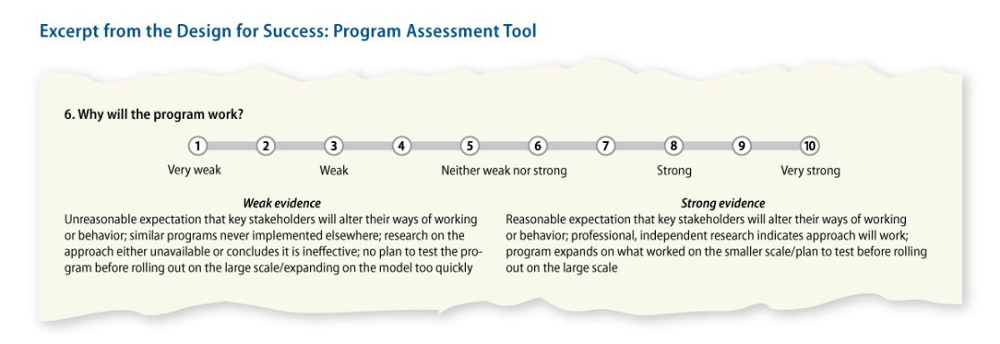 Excerpt from the Design for Success: Program Assessment Tool
6. Why will the program work?
1 2 3 4 5 6 7 8 9 10
Very weak Weak Neither weak nor strong Strong Very strong
Weak evidence
Unreasonable expectation that key stakeholders will alter their ways of working
or behavior; similar programs never implemented elsewhere; research on the
approach either unavailable or concludes it is ineffective; no plan to test the pro-
gram before rolling out on the large scale/expanding on the model too quickly
Strong evidence
Reasonable expectation that key stakeholders will alter their ways of working
or behavior; professional, independent research indicates approach will work;
program expands on what worked on the smaller scale/plan to test before rolling
out on the large scale